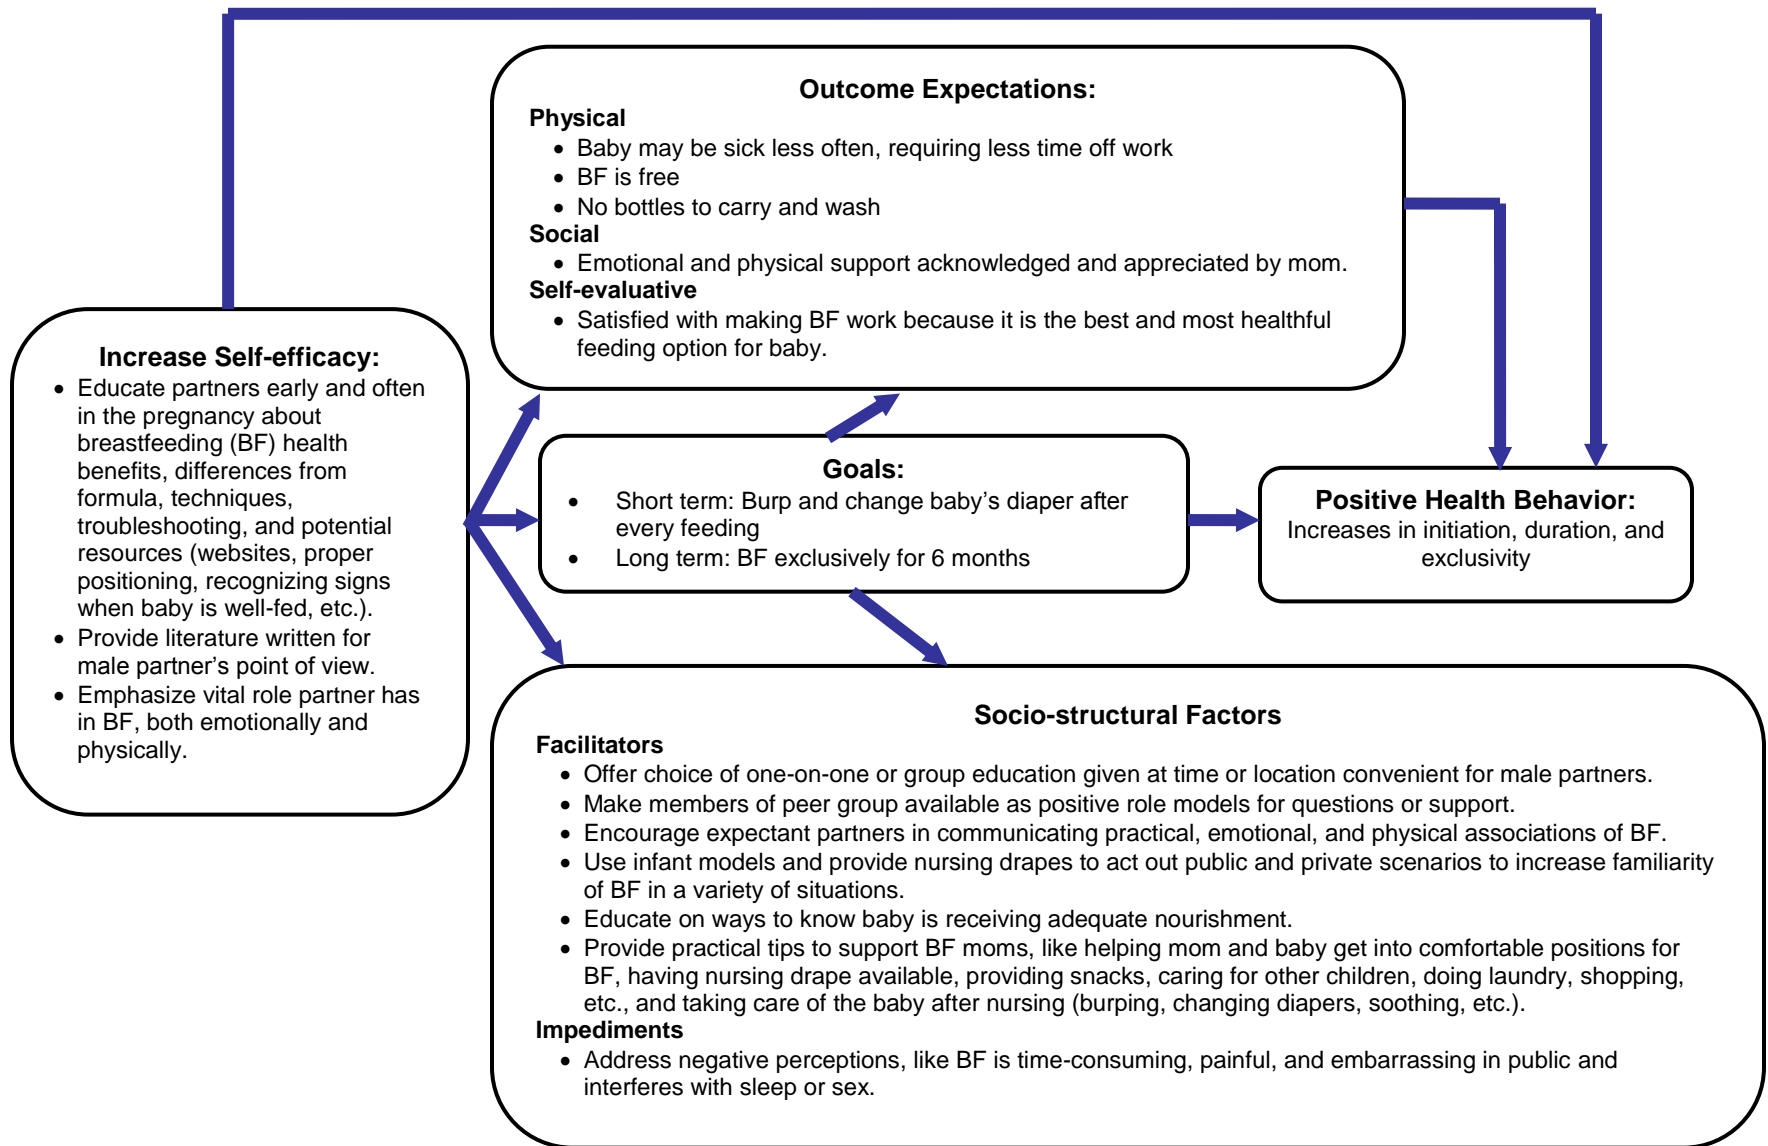 Outcome Expectations:
Physical
• Baby may be sick less often, requiring less time off work
• BF is free
• No bottles to carry and wash
Social
• Emotional and physical support acknowledged and appreciated by mom.
Self-evaluative
• Satisfied with making BF work because it is the best and most healthful
feeding option for baby.
Increase Self-efficacy:
• Educate partners early and often
in the pregnancy about
breastfeeding (BF) health
benefits, differences from
formula, techniques,
troubleshooting, and potential
resources (websites, proper
positioning, recognizing signs
when baby is well-fed, etc.).
• Provide literature written for
male partner’s point of view.
• Emphasize vital role partner has
in BF, both emotionally and
physically.
Goals:
• Short term: Burp and change baby’s diaper after
every feeding
• Long term: BF exclusively for 6 months
Positive Health Behavior:
Increases in initiation, duration, and
exclusivity
Socio-structural Factors
Facilitators
• Offer choice of one-on-one or group education given at time or location convenient for male partners.
• Make members of peer group available as positive role models for questions or support.
• Encourage expectant partners in communicating practical, emotional, and physical associations of BF.
• Use infant models and provide nursing drapes to act out public and private scenarios to increase familiarity
of BF in a variety of situations.
• Educate on ways to know baby is receiving adequate nourishment.
• Provide practical tips to support BF moms, like helping mom and baby get into comfortable positions for
BF, having nursing drape available, providing snacks, caring for other children, doing laundry, shopping,
etc., and taking care of the baby after nursing (burping, changing diapers, soothing, etc.).
Impediments
• Address negative perceptions, like BF is time-consuming, painful, and embarrassing in public and
interferes with sleep or sex.